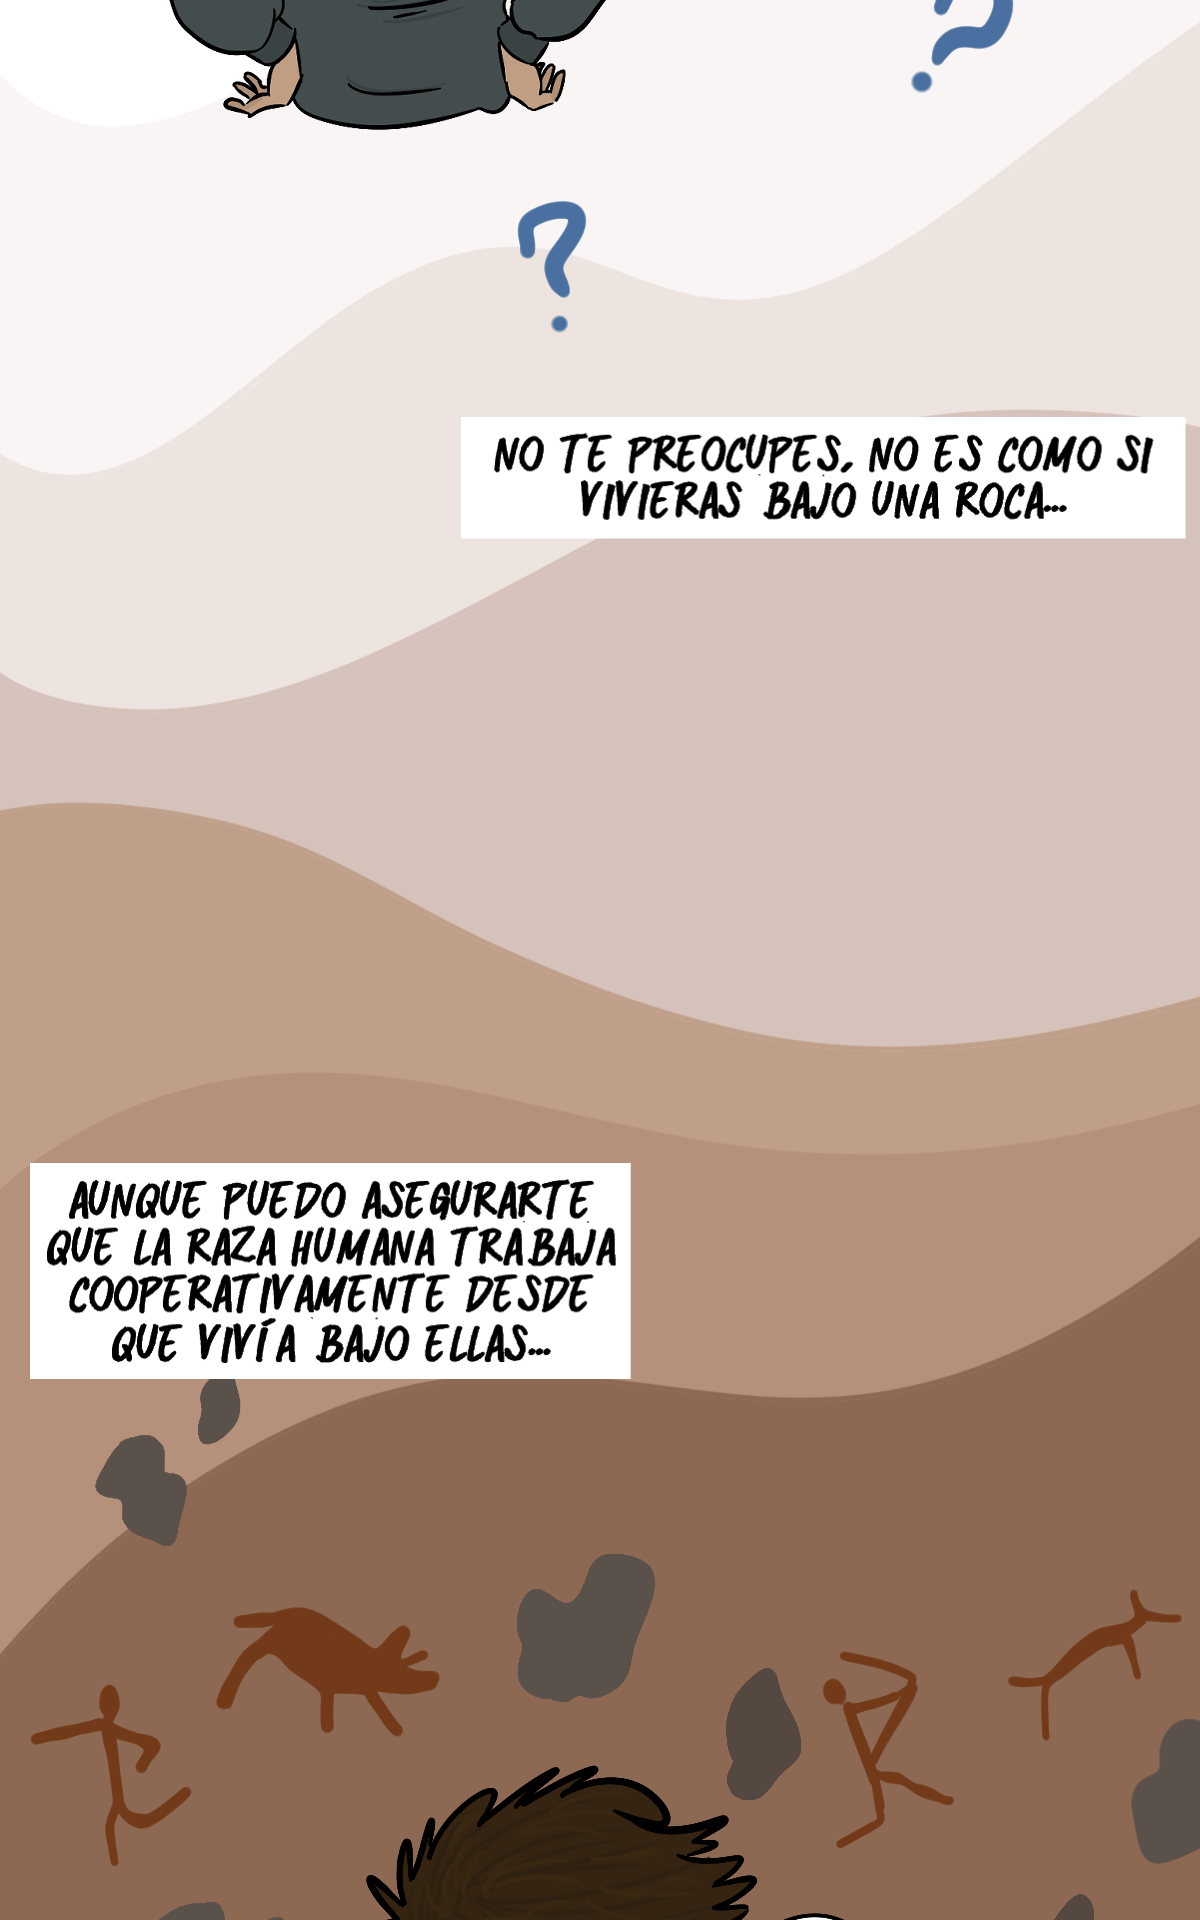 ?
?
NO TE PREOCUPES, NO ES COMO SI
VIVIERAS BAJO UNA ROCA...
AUNQUE PUEDO ASEGURARTE
QUE LA RAZA HUMANA TRABAJA
COOPERATIVAMENTE DESDE
QUE VIVÍA BAJO ELLAS...